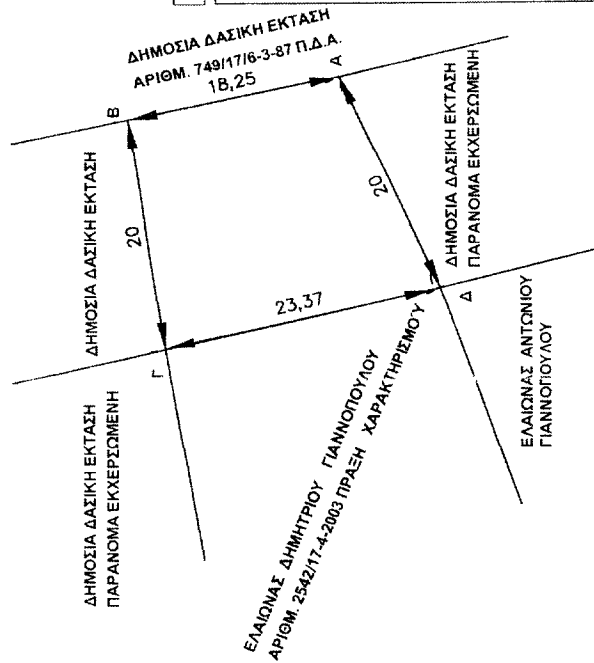 ΔΗΜΟΣΙΑ ΔΑΣΙΚΗ ΕΚΤΑΣΗ
ΑΡΙΘΜ. 749/17/6-3-87 Π.Δ.Α.
18,25
Β
Α
ΔΗΜΟΣΙΑ ΔΑΣΙΚΗ ΕΚΤΑΣΗ
20
20
ΔΗΜΟΣΙΑ ΔΑΣΙΚΗ ΕΚΤΑΣΗ
ΠΑΡΑΝΟΜΑ ΕΚΧΕΡΣΩΜΕΝΗ
23,37
Γ
Δ
ΔΗΜΟΣΙΑ ΔΑΣΙΚΗ ΕΚΤΑΣΗ
ΠΑΡΑΝΟΜΑ ΕΚΧΕΡΣΩΜΕΝΗ
ΕΛΑΙΩΝΑΣ ΔΗΜΗΤΡΙΟΥ ΓΙΑΝΝΟΠΟΥΛΟΥ
ΑΡΙΘΜ. 2542/17-4-2003 ΠΡΑΞΗ ΧΑΡΑΚΤΗΡΙΣΜΟΥ
ΕΛΑΙΩΝΑΣ ΑΝΤΩΝΙΟΥ
ΓΙΑΝΝΟΠΟΥΛΟΥ